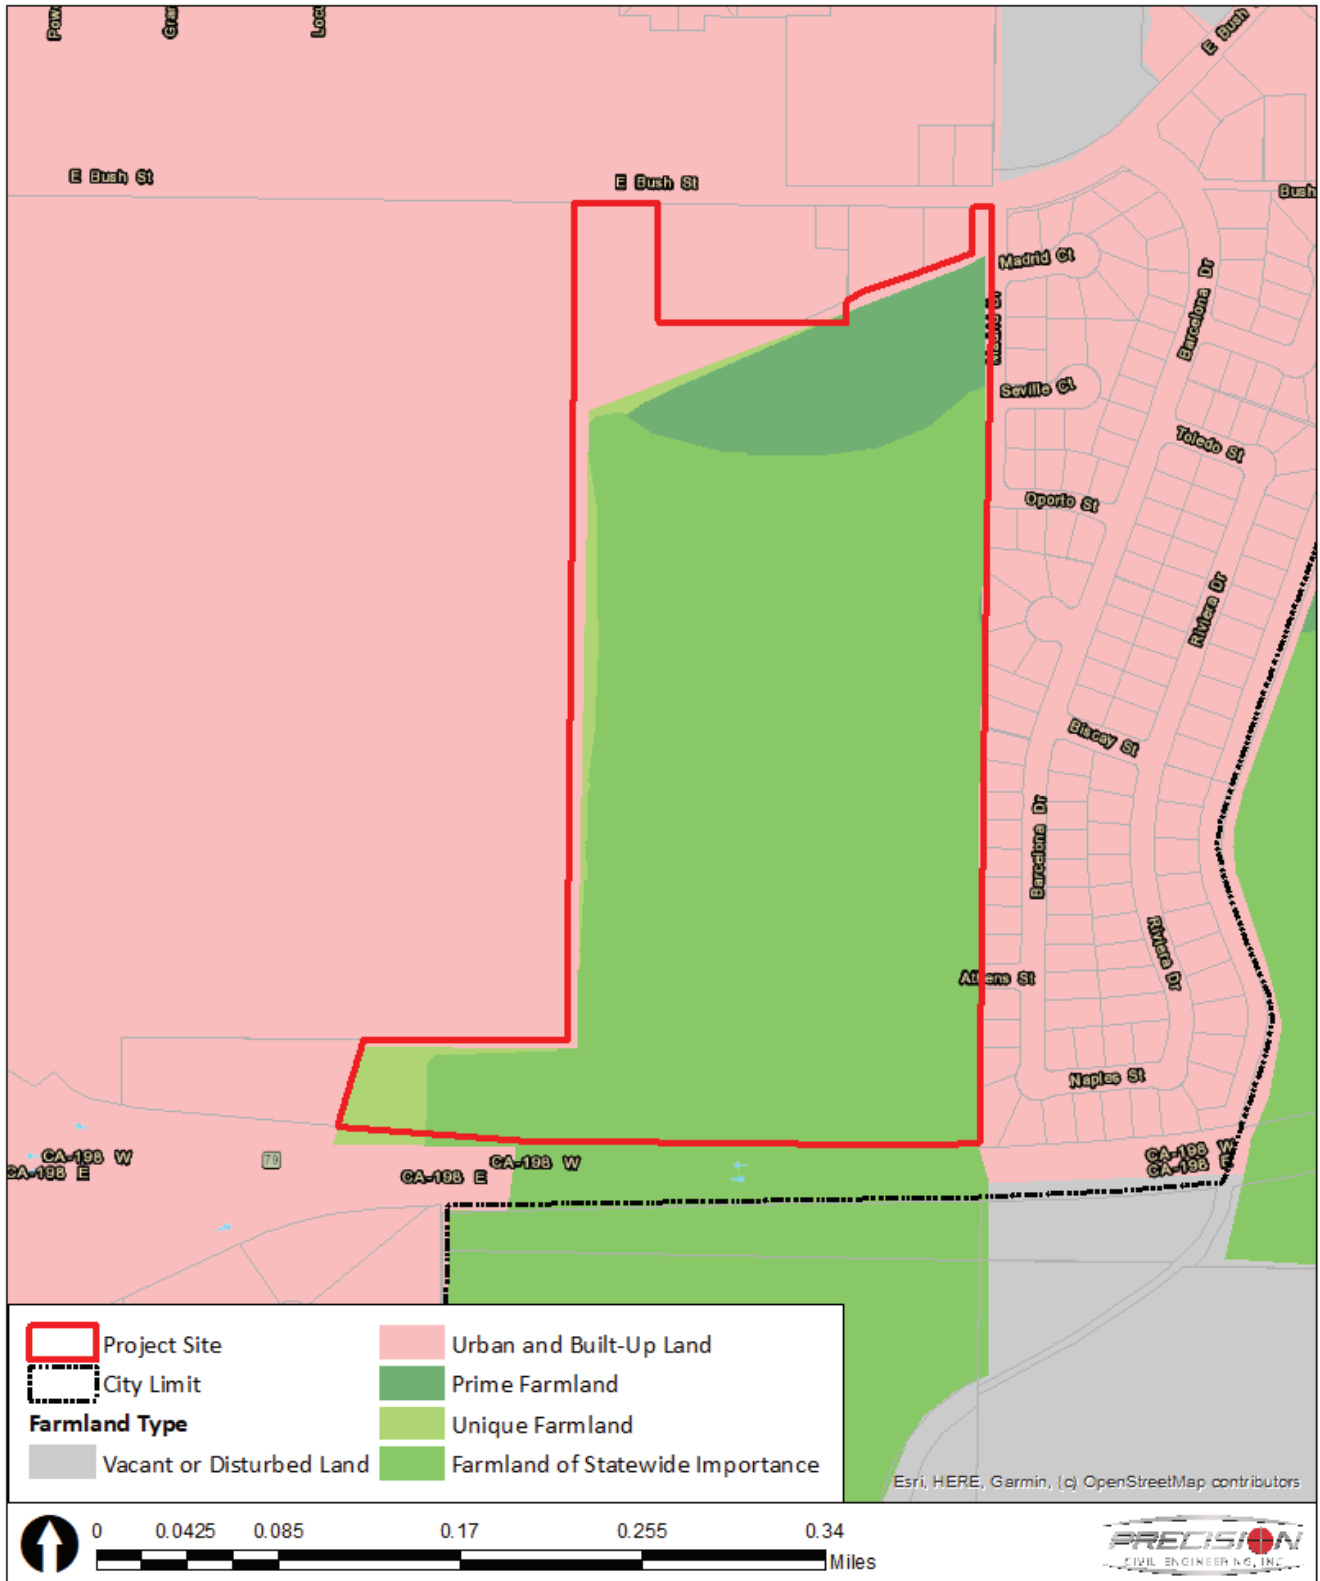 E Bush St
E Bush St
E Bush
Bush
Madrid Ct
Barcelona Dr
Seville Ct
Toledo St
Oporto St
Riviera Dr
Biscay St
Barcelona Dr
Riviera Dr
Athens St
Naples St
CA-198 W
CA-198 E
79
CA-198 W
CA-198 E
CA-198 W
CA-198 E
Project Site
City Limit
Farmland Type
Vacant or Disturbed Land
Urban and Built-Up Land
Prime Farmland
Unique Farmland
Farmland of Statewide Importance
Esri, HERE, Garmin, (c) OpenStreetMap contributors
0 0.0425 0.085 0.17 0.255 0.34
Miles
PRECISION
CIVIL ENGINEERING, INC.